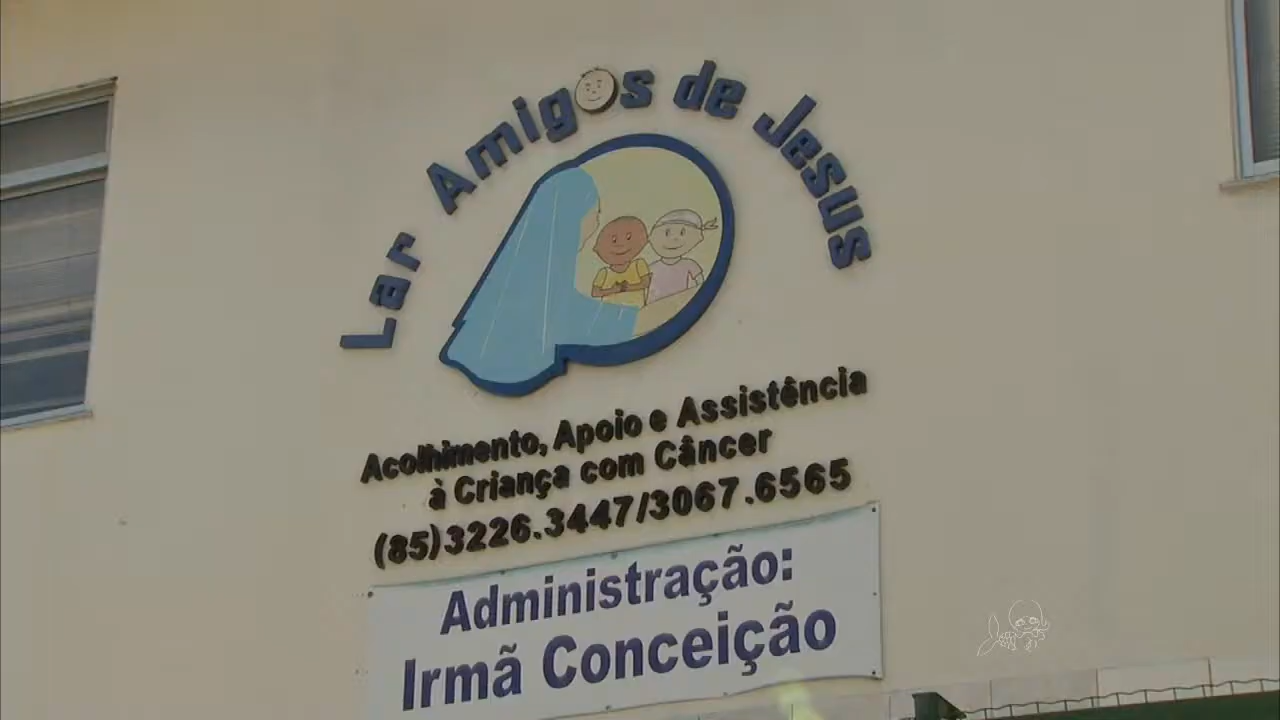 Lar Amigos de Jesus
Acolhimento, Apoio e Assistência
à Criança com Câncer
(85)3226.3447/3067.6565
Administração:
Irmã Conceição